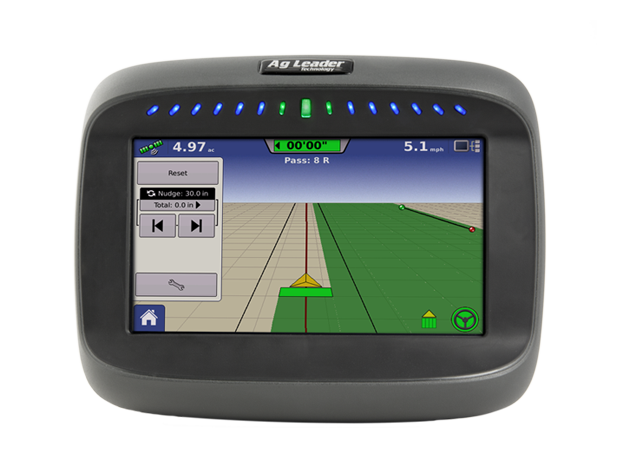 Ag Leader
Technology
4.97 ac
00'00"
5.1 mph
Pass: 8 R
Reset
Nudge: 30.0 in
Total: 0.0 in